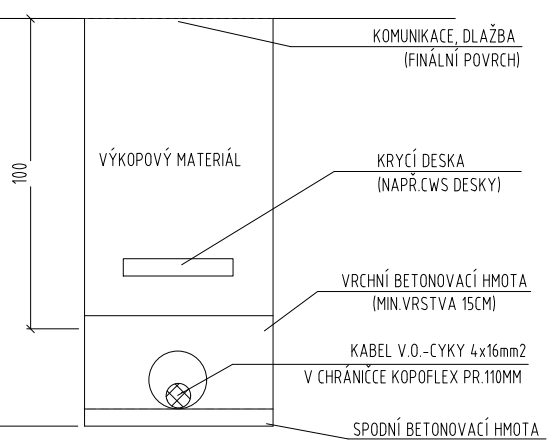 KOMUNIKACE, DLAŽBA
(FINÁLNÍ POVRCH)
VÝKOPOVÝ MATERIÁL
KRYCÍ DESKA
(NAPŘ.CWS DESKY)
100
VRCHNÍ BETONOVACÍ HMOTA
(MIN.VRSTVA 15CM)
KABEL V.O.-CYKY 4x16mm2
V CHRÁNIČCE KOPOFLEX PR.110MM
SPODNÍ BETONOVACÍ HMOTA